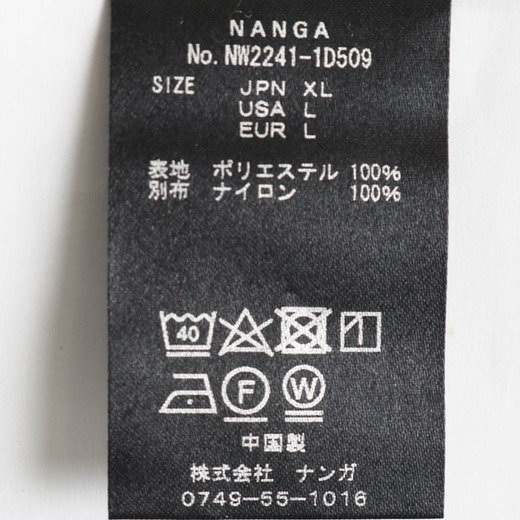 NANGA
No. NW2241-1D509
SIZE JPN XL
USA L
EUR L
表地 ポリエステル 100%
別布 ナイロン 100%
40
F W
中国製
株式会社 ナンガ
0749-55-1016